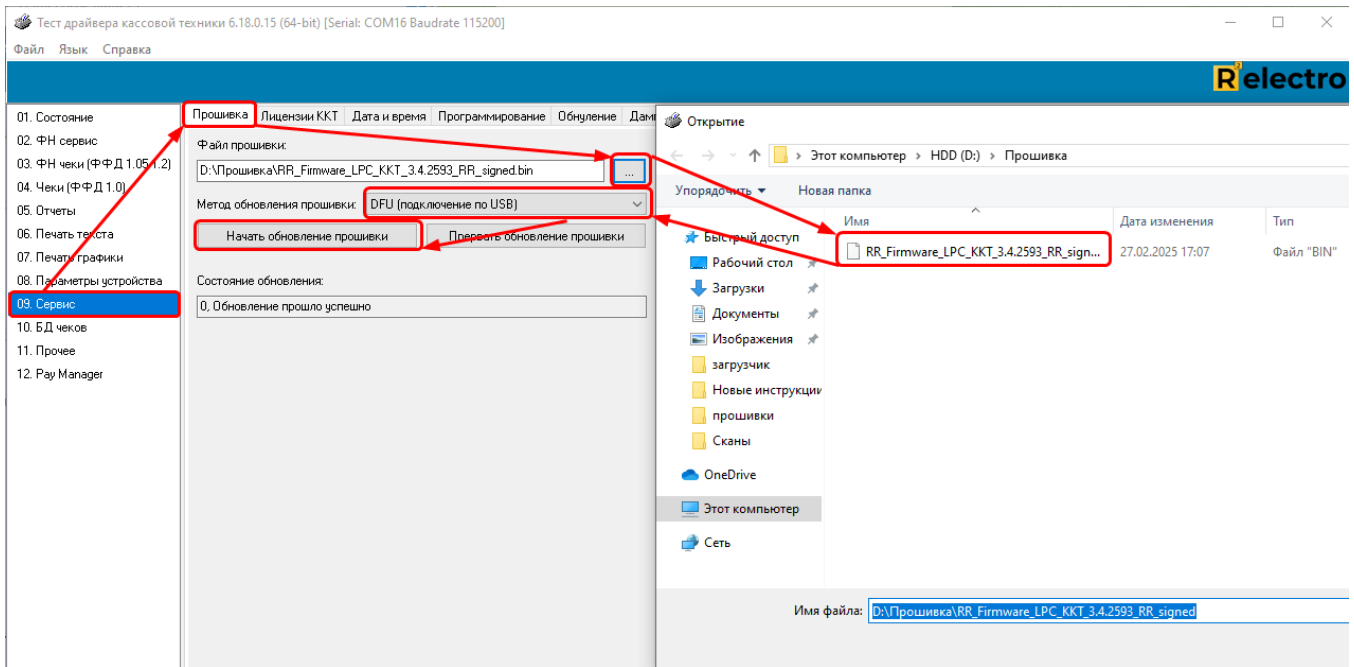 Тест драйвера кассовой техники 6.18.0.15 (64-bit) [Serial: COM16 Baudrate 115200]
Файл Язык Справка
R2electro
01. Состояние
02. ФН сервис
03. ФН чеки (ФФД 1.05, 1.2)
04. Чеки (ФФД 1.0)
05. Отчеты
06. Печать текста
07. Печать графики
08. Параметры устройства
09. Сервис
10. БД чеков
11. Прочее
12. Pay Manager
Прошивка Лицензии ККТ Дата и время Программирование Обнуление Дамп
Файл прошивки:
D:\Прошивка\RR_Firmware_LPC_KKT_3.4.2593_RR_signed.bin ...
Метод обновления прошивки: DFU (подключение по USB)
Начать обновление прошивки Прервать обновление прошивки
Состояние обновления:
0, Обновление прошло успешно
Открытие
Этот компьютер › HDD (D:) › Прошивка
Упорядочить Новая папка
Имя Дата изменения Тип
RR_Firmware_LPC_KKT_3.4.2593_RR_sign... 27.02.2025 17:07 Файл "BIN"
Быстрый доступ
Рабочий стол
Загрузки
Документы
Изображения
загрузчик
Новые инструкции
прошивки
Сканы
OneDrive
Этот компьютер
Сеть
Имя файла: D:\Прошивка\RR_Firmware_LPC_KKT_3.4.2593_RR_signed